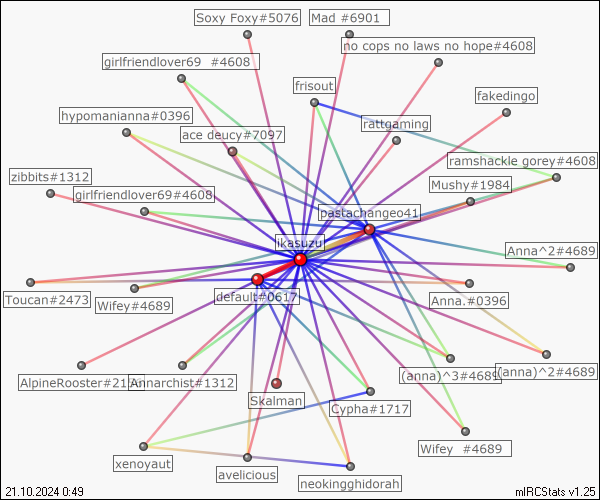 Soxy Foxy#5076
Mad #6901
no cops no laws no hope#4608
girlfriendlover69 #4608
frisout
fakedingo
hypomanianna#0396
rattgaming
ace deucy#7097
ramshackle gorey#4608
zibbits#1312
Mushy#1984
girlfriendlover69#4608
pastachangeo41
ikasuzu
Anna^2#4689
Toucan#2473
Wifey#4689
default#0617
Anna.#0396
AlpineRooster#21
Annarchist#1312
(anna)^3#4689
(anna)^2#4689
Skalman
Cypha#1717
Wifey #4689
xenoyaut
avelicious
neokingghidorah
21.10.2024 0:49
mIRCStats v1.25